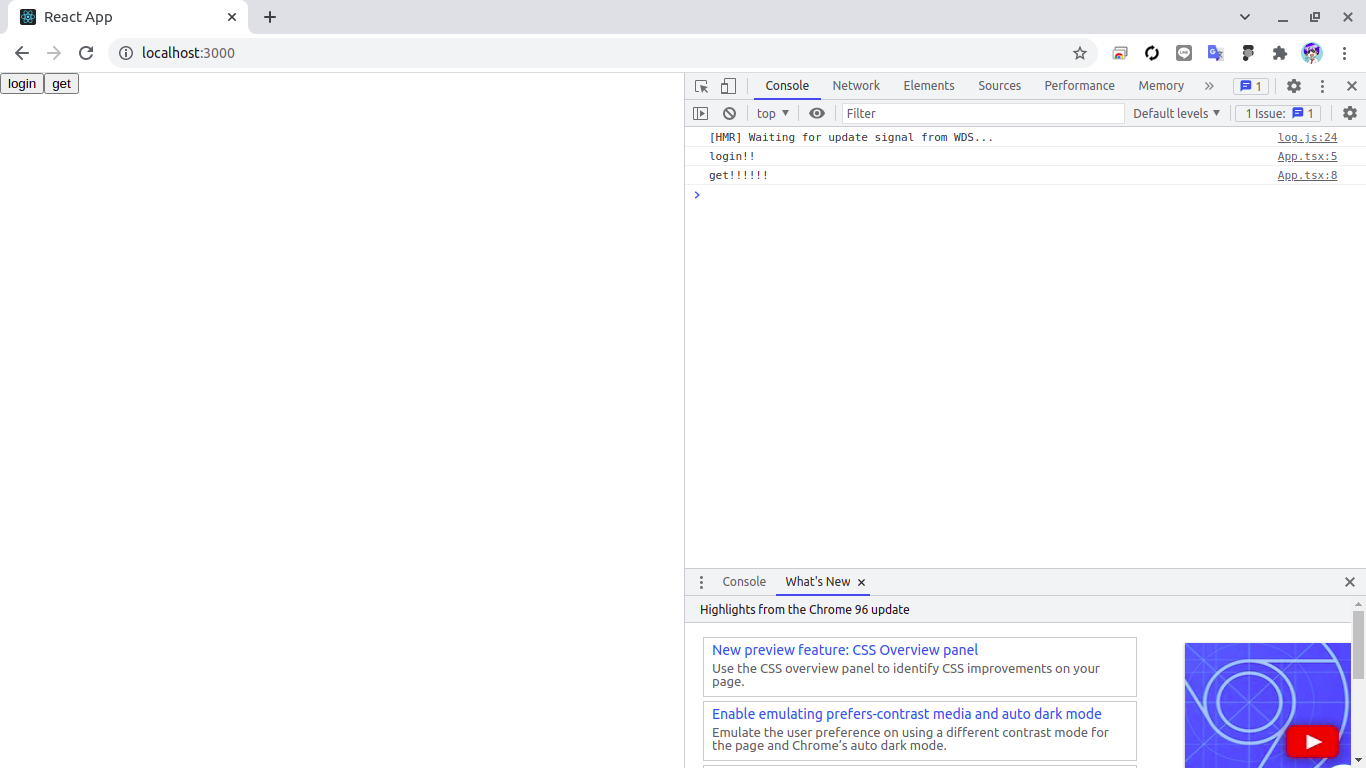 React App
localhost:3000
login get
Console Network Elements Sources Performance Memory 1
top Filter Default levels 1 Issue: 1
[HMR] Waiting for update signal from WDS... log.js:24
login!! App.tsx:5
get!!!!!! App.tsx:8
Console What's New
Highlights from the Chrome 96 update
New preview feature: CSS Overview panel
Use the CSS overview panel to identify CSS improvements on your
page.
Enable emulating prefers-contrast media and auto dark mode
Emulate the user preference on using a different contrast mode for
the page and Chrome's auto dark mode.